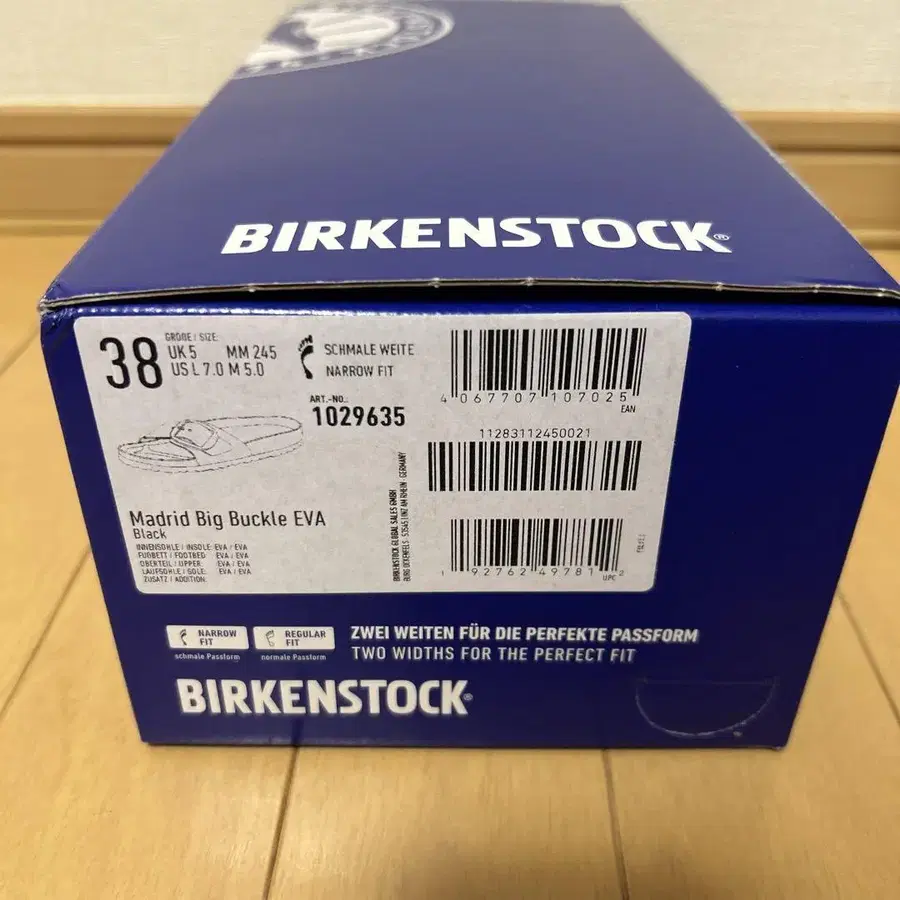 BIRKENSTOCK®
38
GRÖẞE / SIZE:
UK 5 MM 245
US L 7.0 M 5.0
SCHMALE WEITE
NARROW FIT
ART.-NO.:
1029635
4 067707 107025
EAN
11283112450021
1 92762 49781 2
UPC
BIRKENSTOCK GLOBAL SALES GMBH
Madrid Big Buckle EVA
Black
INNENSOHLE / INSOLE: EVA / EVA
FUßBETT / FOOTBED: EVA / EVA
OBERTEIL / UPPER: EVA / EVA
LAUFSOHLE / SOLE: EVA / EVA
ZUSATZ / ADDITION:
NARROW FIT
schmale Passform
REGULAR FIT
normale Passform
ZWEI WEITEN FÜR DIE PERFEKTE PASSFORM
TWO WIDTHS FOR THE PERFECT FIT
BIRKENSTOCK®